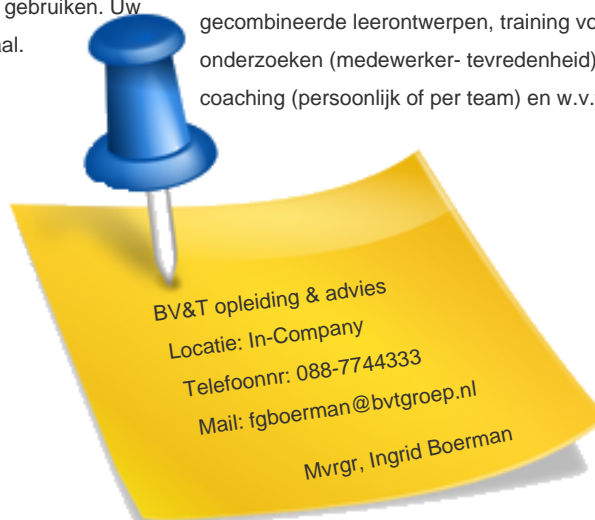 gebruiken. Uw
aal.
gecombineerde leerontwerpen, training vo
onderzoeken (medewerker- tevredenheid)
coaching (persoonlijk of per team) en w.v.
BV&T opleiding & advies
Locatie: In-Company
Telefoonnr: 088-7744333
Mail: fgboerman@bvtgroep.nl
Mvrgr, Ingrid Boerman